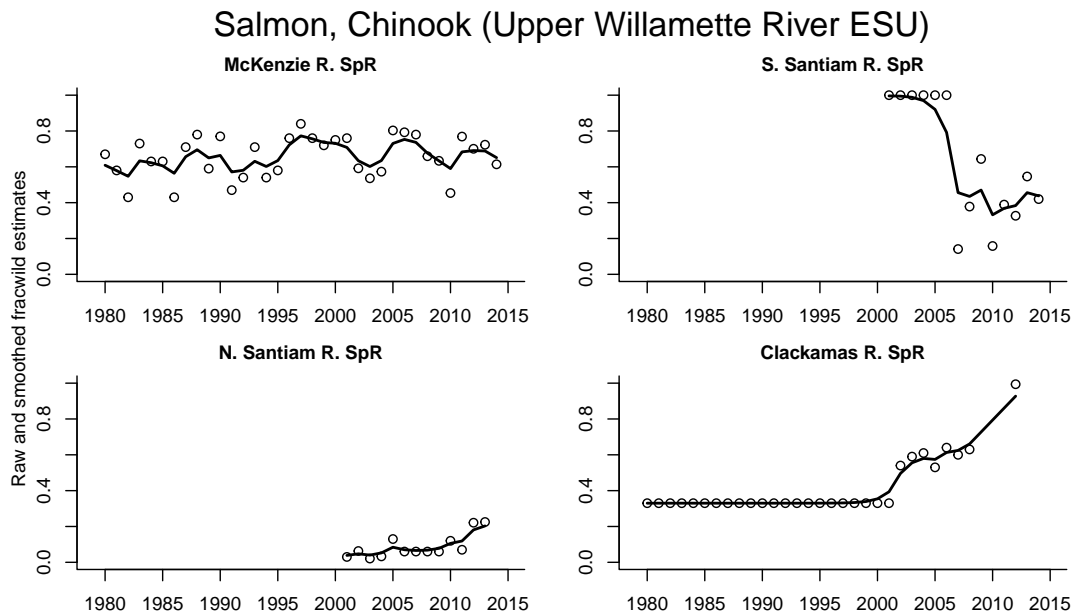 Salmon, Chinook (Upper Willamette River ESU)
McKenzie R. SpR
0.0 0.4 0.8
1980 1985 1990 1995 2000 2005 2010 2015
S. Santiam R. SpR
0.0 0.4 0.8
1980 1985 1990 1995 2000 2005 2010 2015
N. Santiam R. SpR
0.0 0.4 0.8
1980 1985 1990 1995 2000 2005 2010 2015
Clackamas R. SpR
0.0 0.4 0.8
1980 1985 1990 1995 2000 2005 2010 2015
Raw and smoothed fracwild estimates